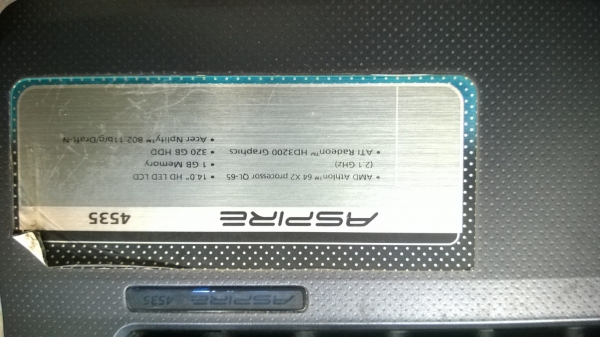 ASPIRE 4535
• AMD Athlon™ 64 X2 processor QL-65
(2.1 GHz)
• ATI Radeon™ HD3200 Graphics
• 14.0" HD LED LCD
• 1 GB Memory
• 320 GB HDD
• Acer Nplify™ 802.11b/g/Draft-N
ASPIRE 4535